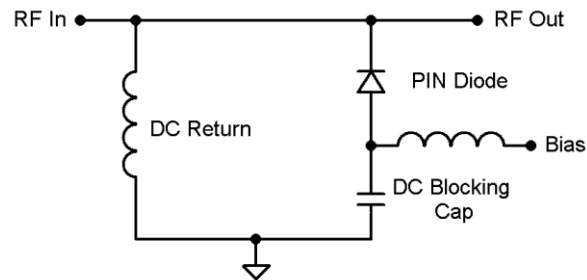 RF In
RF Out
PIN Diode
DC Return
Bias
DC Blocking
Cap